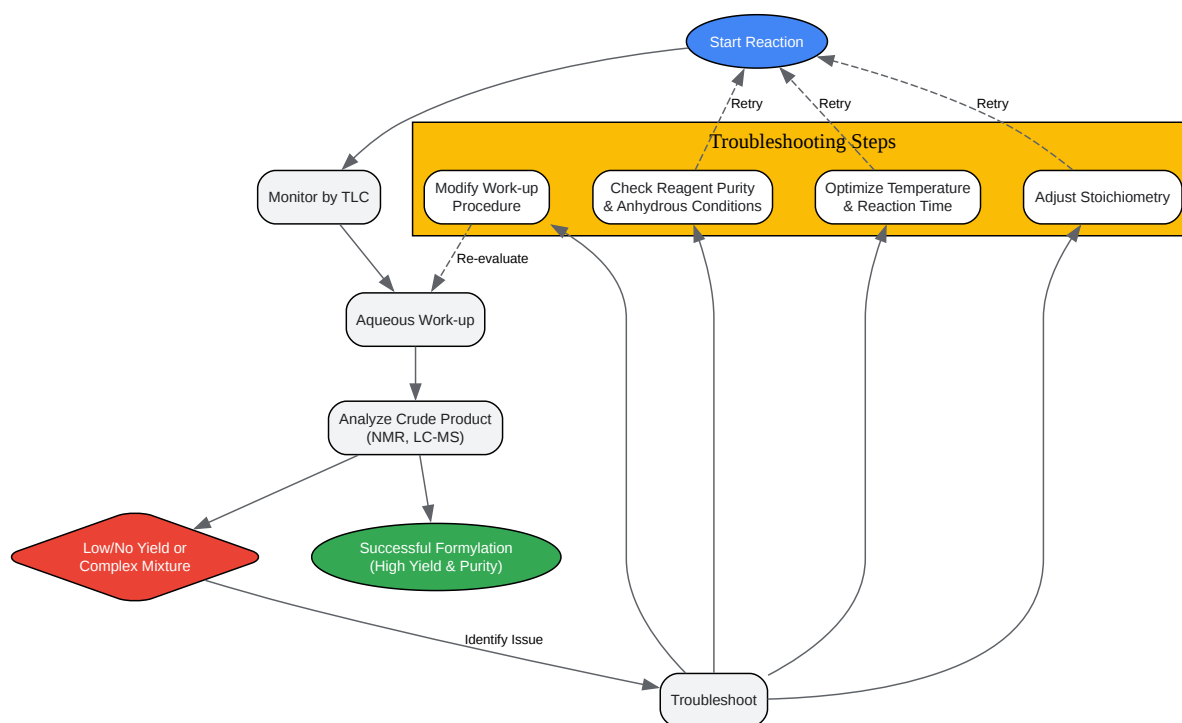 Start Reaction
Retry
Retry
Retry
Troubleshooting Steps
Monitor by TLC
Modify Work-up
Procedure
Check Reagent Purity
& Anhydrous Conditions
Optimize Temperature
& Reaction Time
Adjust Stoichiometry
Re-evaluate
Aqueous Work-up
Analyze Crude Product
(NMR, LC-MS)
Low/No Yield or
Complex Mixture
Successful Formylation
(High Yield & Purity)
Identify Issue
Troubleshoot